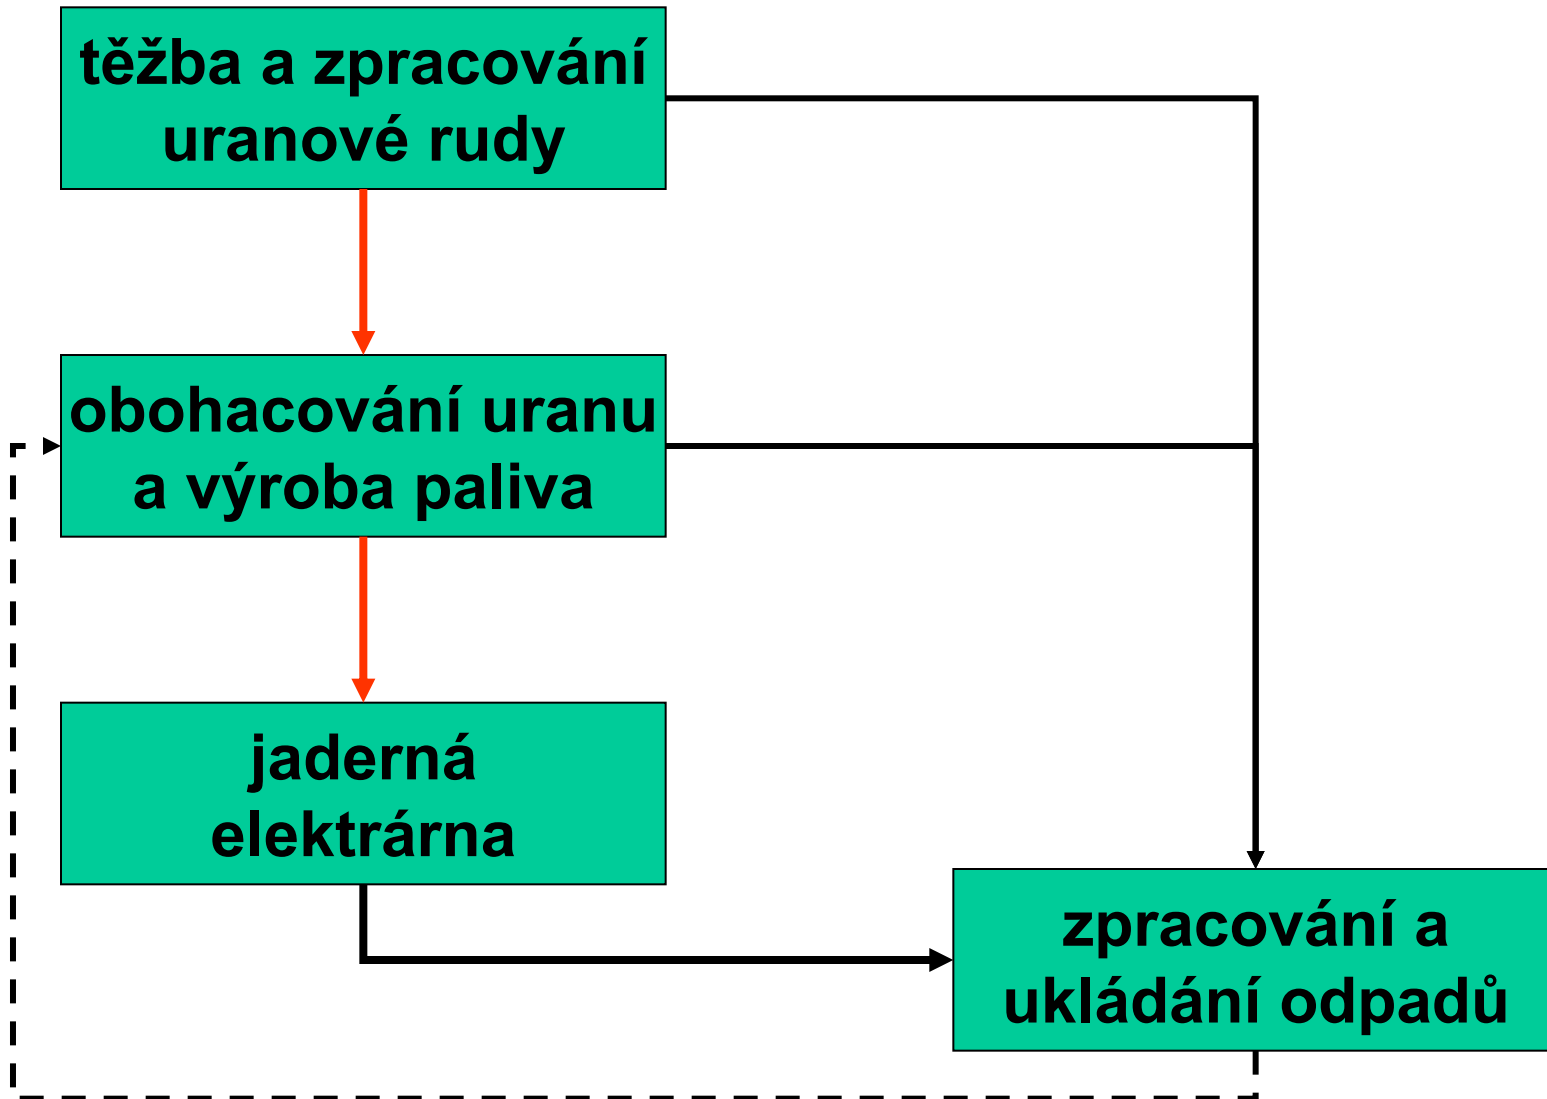 těžba a zpracování
uranové rudy
obohacování uranu
a výroba paliva
jaderná
elektrárna
zpracování a
ukládání odpadů